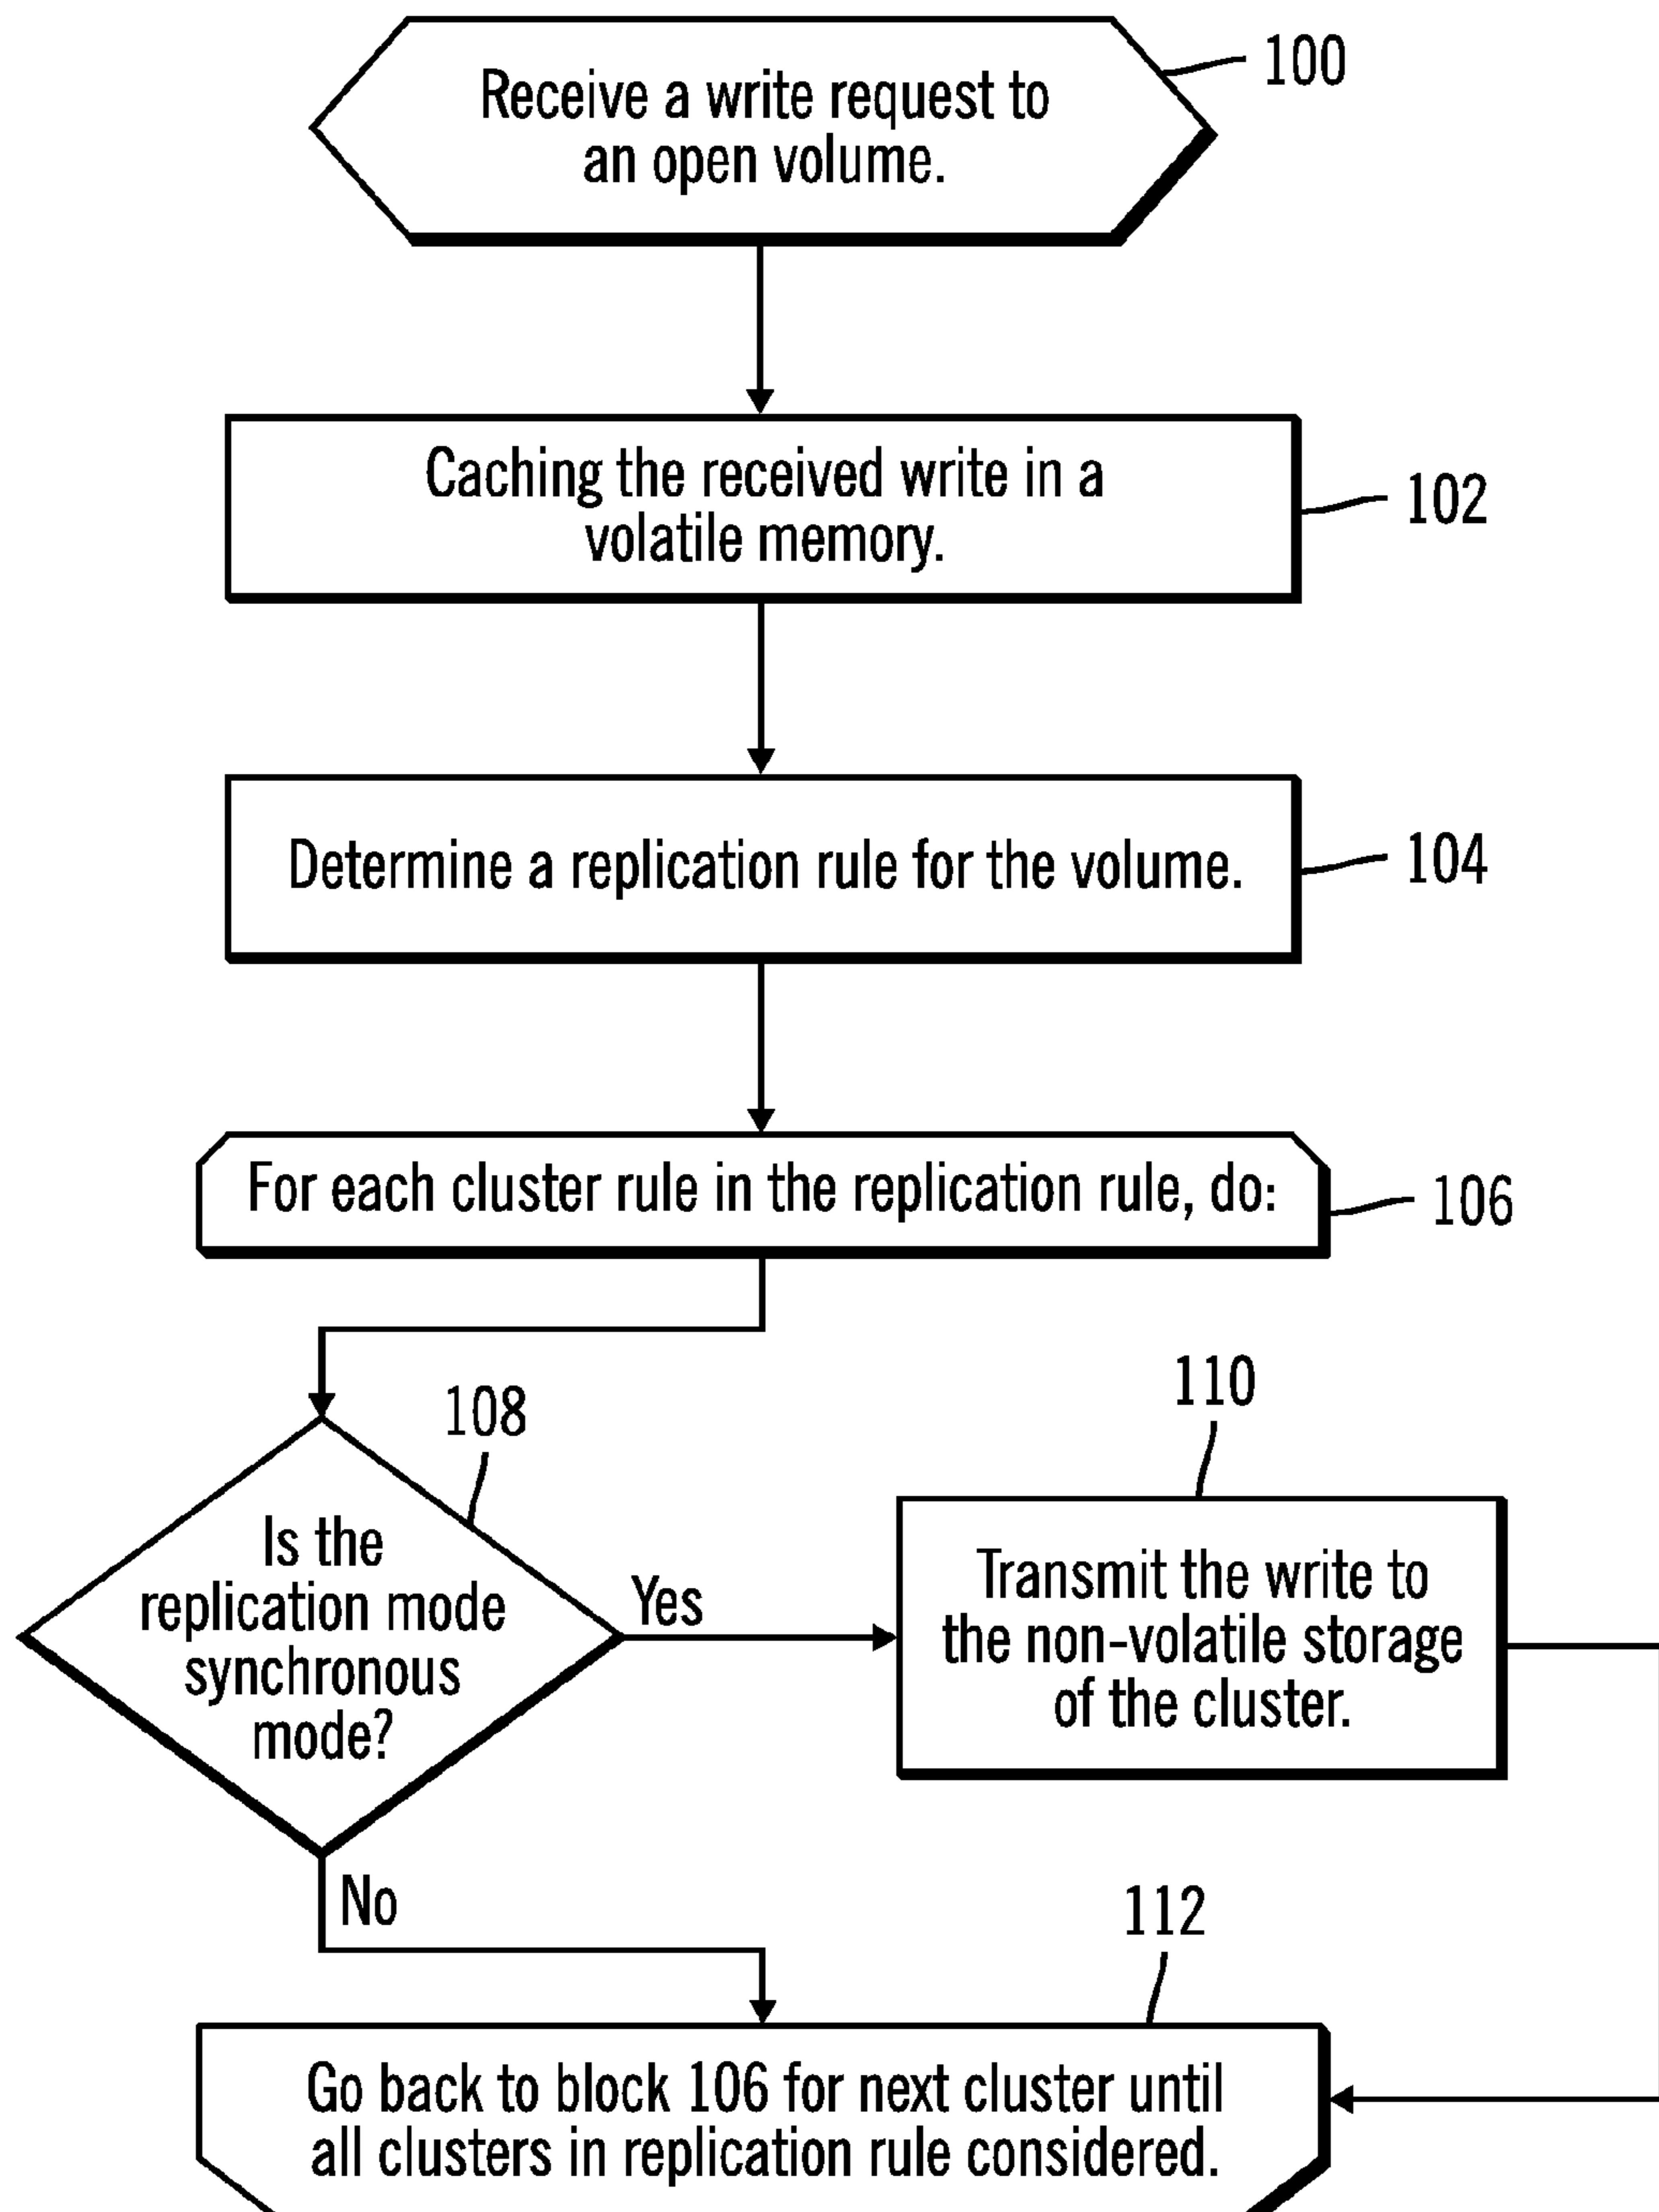 Receive a write request to
an open volume.
100
Caching the received write in a
volatile memory.
102
Determine a replication rule for the volume.
104
For each cluster rule in the replication rule, do:
106
108
Is the
replication mode
synchronous
mode?
Yes
110
Transmit the write to
the non-volatile storage
of the cluster.
No
112
Go back to block 106 for next cluster until
all clusters in replication rule considered.